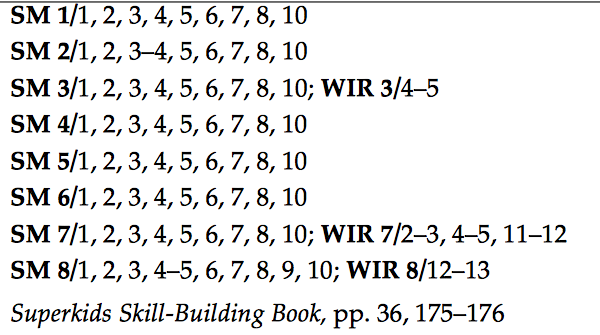 SM 1/1, 2, 3, 4, 5, 6, 7, 8, 10
SM 2/1, 2, 3–4, 5, 6, 7, 8, 10
SM 3/1, 2, 3, 4, 5, 6, 7, 8, 10; WIR 3/4–5
SM 4/1, 2, 3, 4, 5, 6, 7, 8, 10
SM 5/1, 2, 3, 4, 5, 6, 7, 8, 10
SM 6/1, 2, 3, 4, 5, 6, 7, 8, 10
SM 7/1, 2, 3, 4, 5, 6, 7, 8, 10; WIR 7/2–3, 4–5, 11–12
SM 8/1, 2, 3, 4–5, 6, 7, 8, 9, 10; WIR 8/12–13
Superkids Skill-Building Book, pp. 36, 175–176